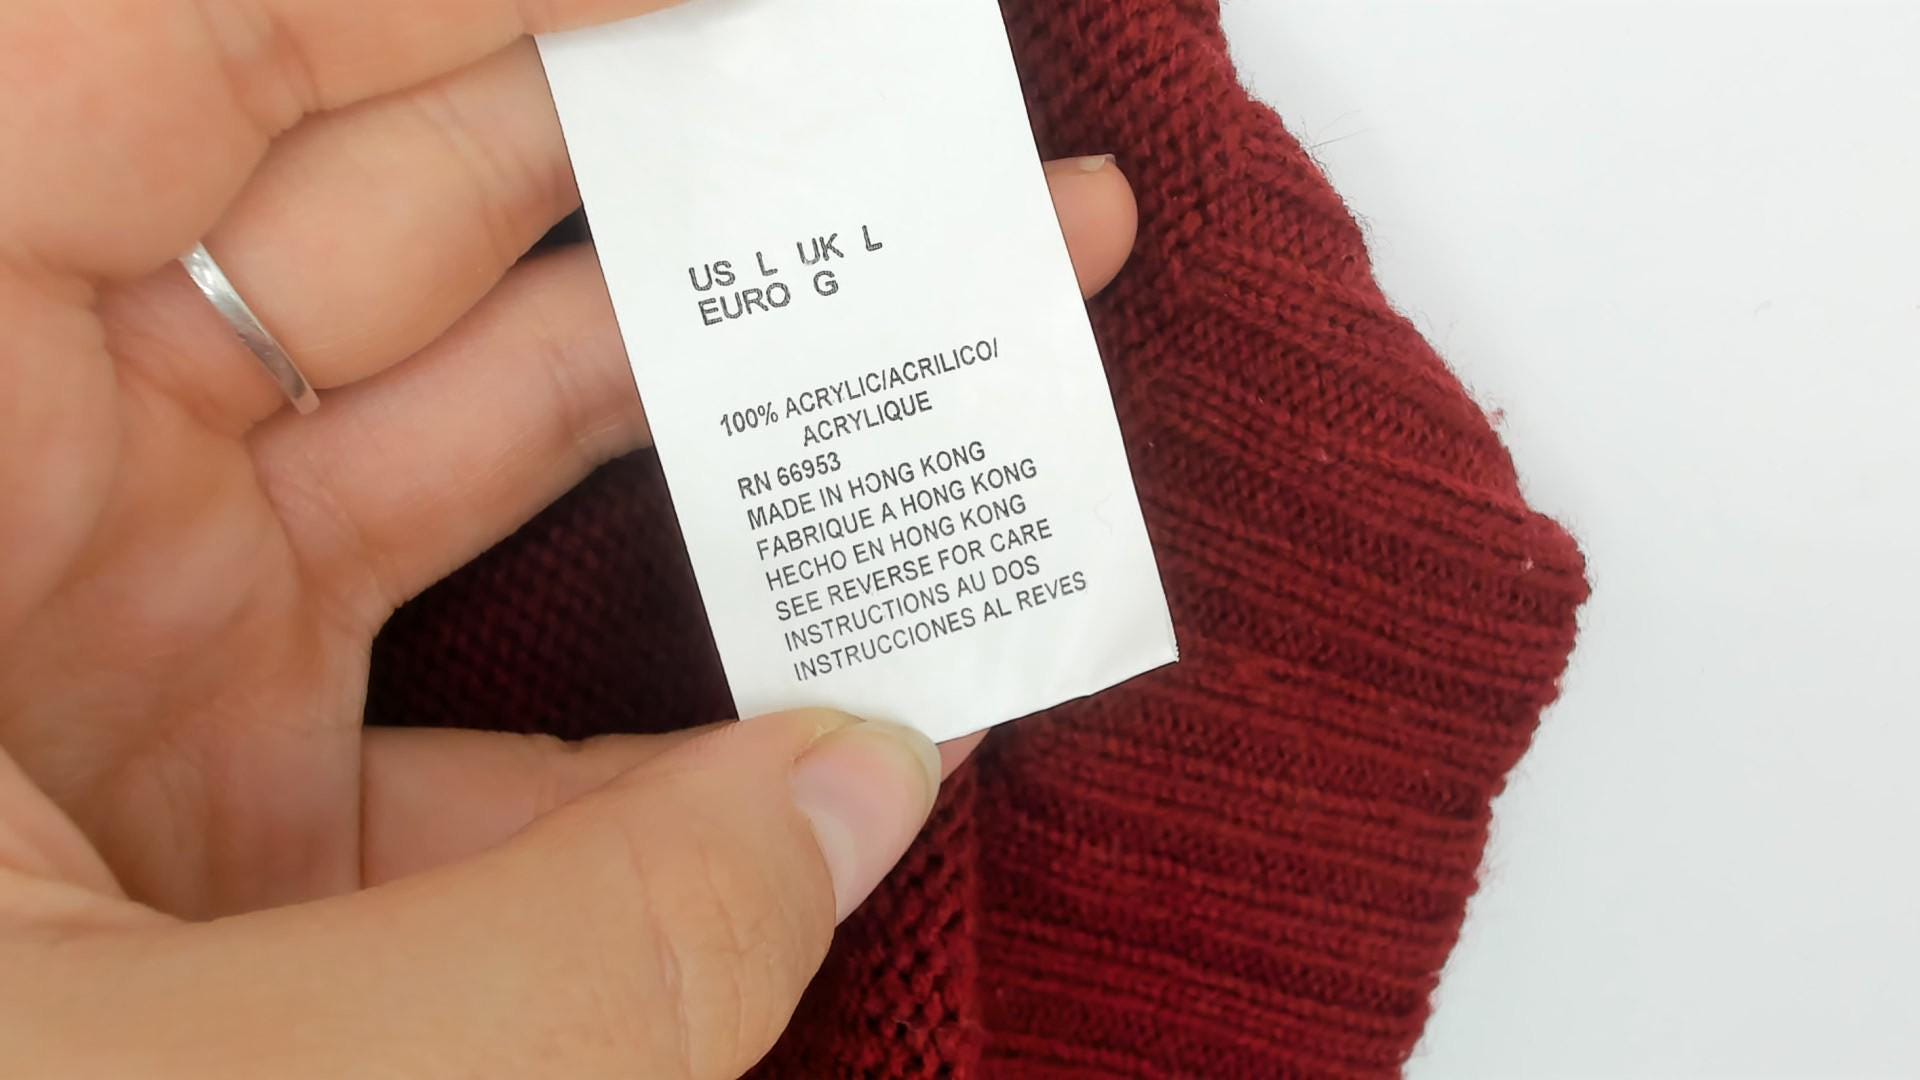 US L UK L
EURO G
100% ACRYLIC/ACRILICO/
ACRYLIQUE
RN 66953
MADE IN HONG KONG
FABRIQUE A HONG KONG
HECHO EN HONG KONG
SEE REVERSE FOR CARE
INSTRUCTIONS AU DOS
INSTRUCCIONES AL REVES